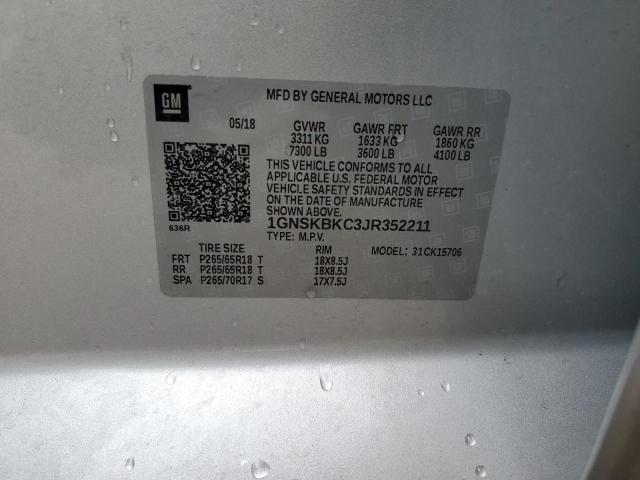 GM
MFD BY GENERAL MOTORS LLC
05/18 GVWR GAWR FRT GAWR RR
3311 KG 1633 KG 1860 KG
7300 LB 3600 LB 4100 LB
THIS VEHICLE CONFORMS TO ALL
APPLICABLE U.S. FEDERAL MOTOR
VEHICLE SAFETY STANDARDS IN EFFECT
ON THE DATE OF MANUFACTURE
SHOWN ABOVE.
636R 1GNSKBKC3JR352211
TYPE: M.P.V. MODEL: 31CK15706
TIRE SIZE RIM
FRT P265/65R18 T 18X8.5J
RR P265/65R18 T 18X8.5J
SPA P265/70R17 S 17X7.5J